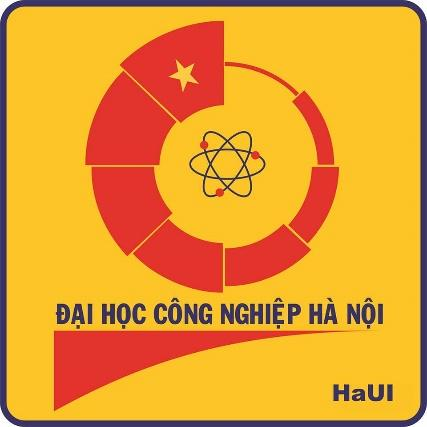 ĐẠI HỌC CÔNG NGHIỆP HÀ NỘI
HaUI